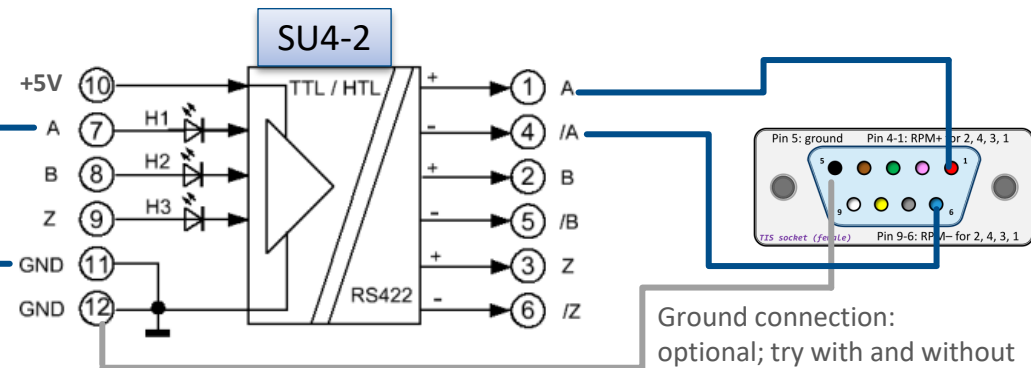 SU4-2
+5V 10 TTL / HTL + 1 A
A 7 H1 - 4 /A
B 8 H2 + 2 B
Z 9 H3 - 5 /B
GND 11 + 3 Z
GND 12 RS422 - 6 /Z
Pin 5: ground Pin 4-1: RPM+ for 2, 4, 3, 1
5 1
9 6
TIS socket (female) Pin 9-6: RPM– for 2, 4, 3, 1
Ground connection:
optional; try with and without